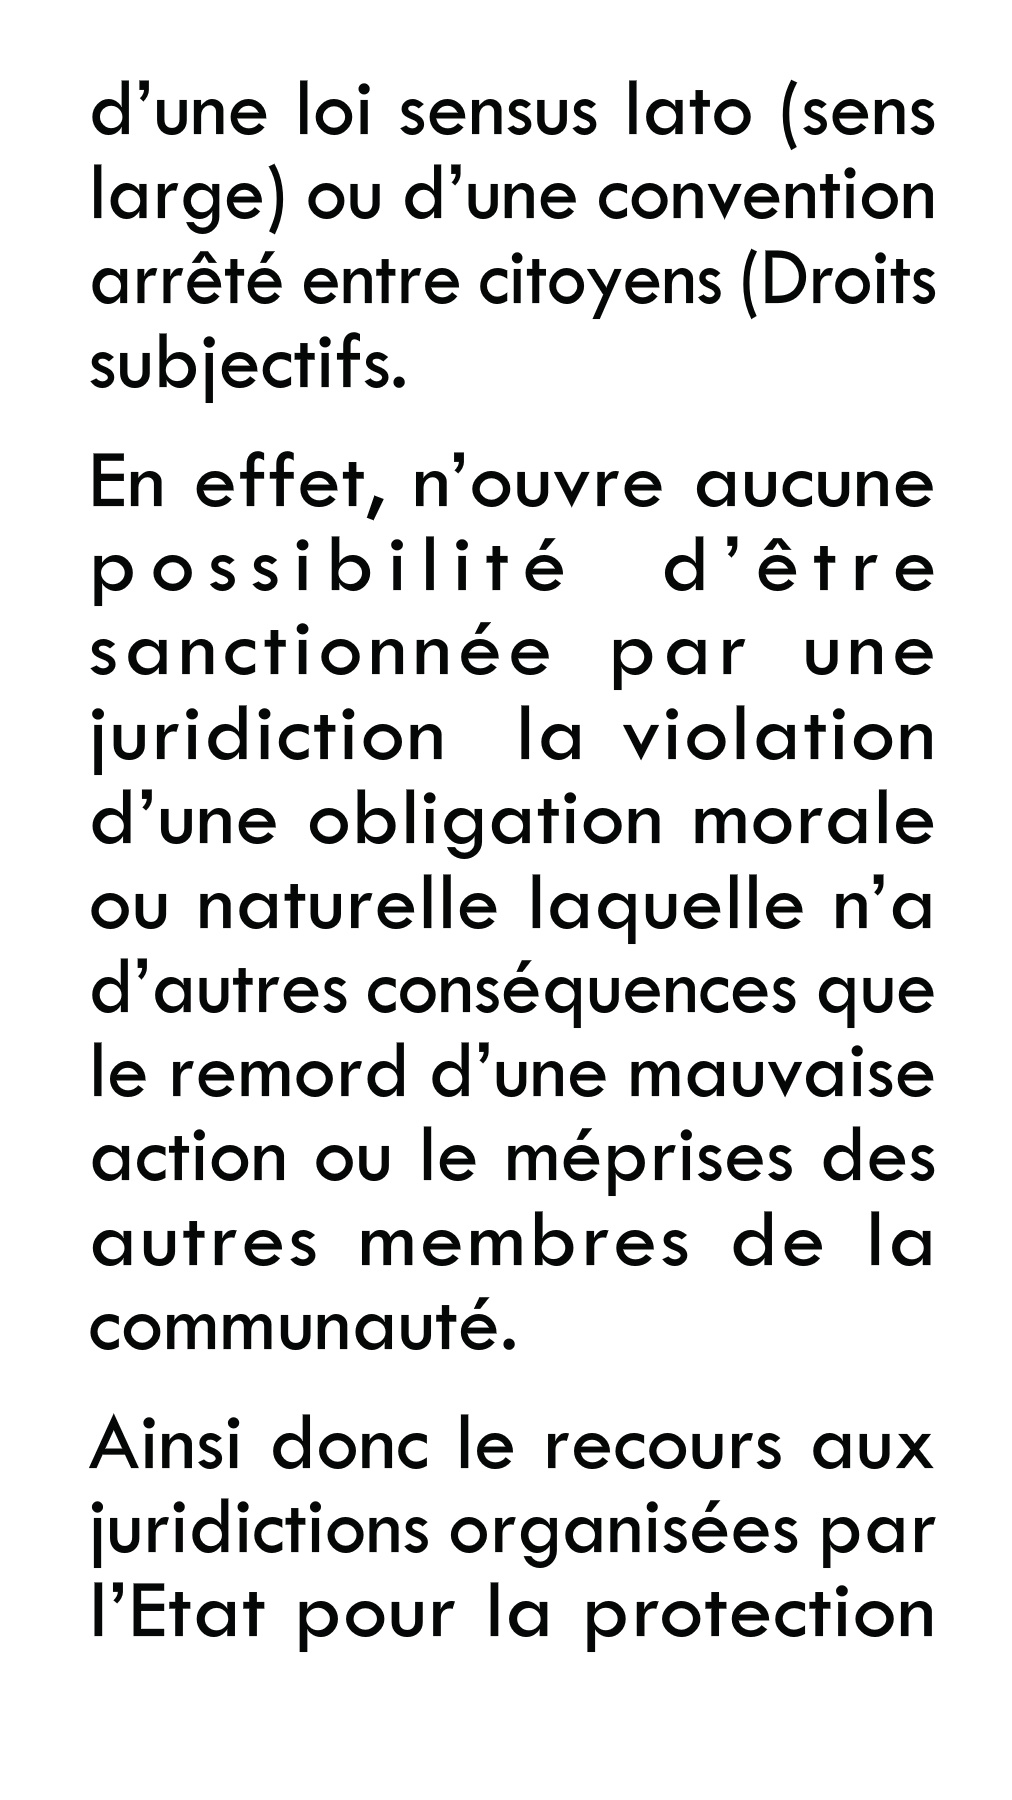 d’une loi sensus lato (sens
large) ou d’une convention
arrêté entre citoyens (Droits
subjectifs.
En effet, n’ouvre aucune
possibilité d’être
sanctionnée par une
juridiction la violation
d’une obligation morale
ou naturelle laquelle n’a
d’autres conséquences que
le remord d’une mauvaise
action ou le méprises des
autres membres de la
communauté.
Ainsi donc le recours aux
juridictions organisées par
l’Etat pour la protection